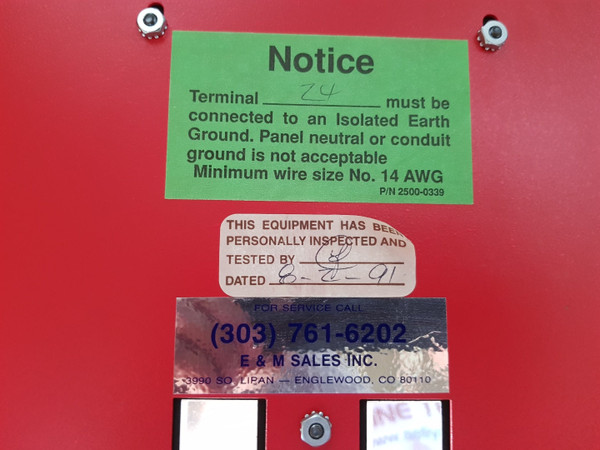 Notice
Terminal 24 must be
connected to an Isolated Earth
Ground. Panel neutral or conduit
ground is not acceptable
Minimum wire size No. 14 AWG
P/N 2500-0339
THIS EQUIPMENT HAS BEEN
PERSONALLY INSPECTED AND
TESTED BY
DATED 8-2-91
FOR SERVICE CALL
(303) 761-6202
E & M SALES INC.
3990 SO. LIPAN — ENGLEWOOD, CO 80110